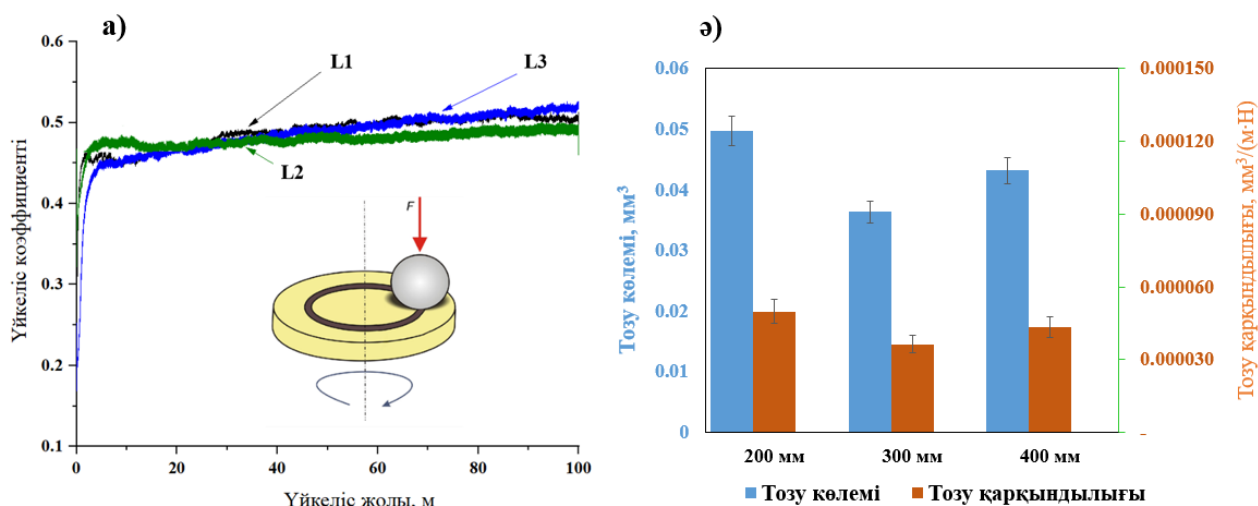 а)
0.6
0.5
0.4
0.3
0.2
0.1
Үйкеліс коэффициенті
L1
L3
L2
F
0
20
40
60
80
100
Үйкеліс жолы, м
ә)
0.06
0.05
0.04
0.03
0.02
0.01
0
Тозу көлемі, мм³
0.000150
0.000120
0.000090
0.000060
0.000030
-
Тозу қарқындылығы, мм³/(м·Н)
200 мм
300 мм
400 мм
Тозу көлемі
Тозу қарқындылығы